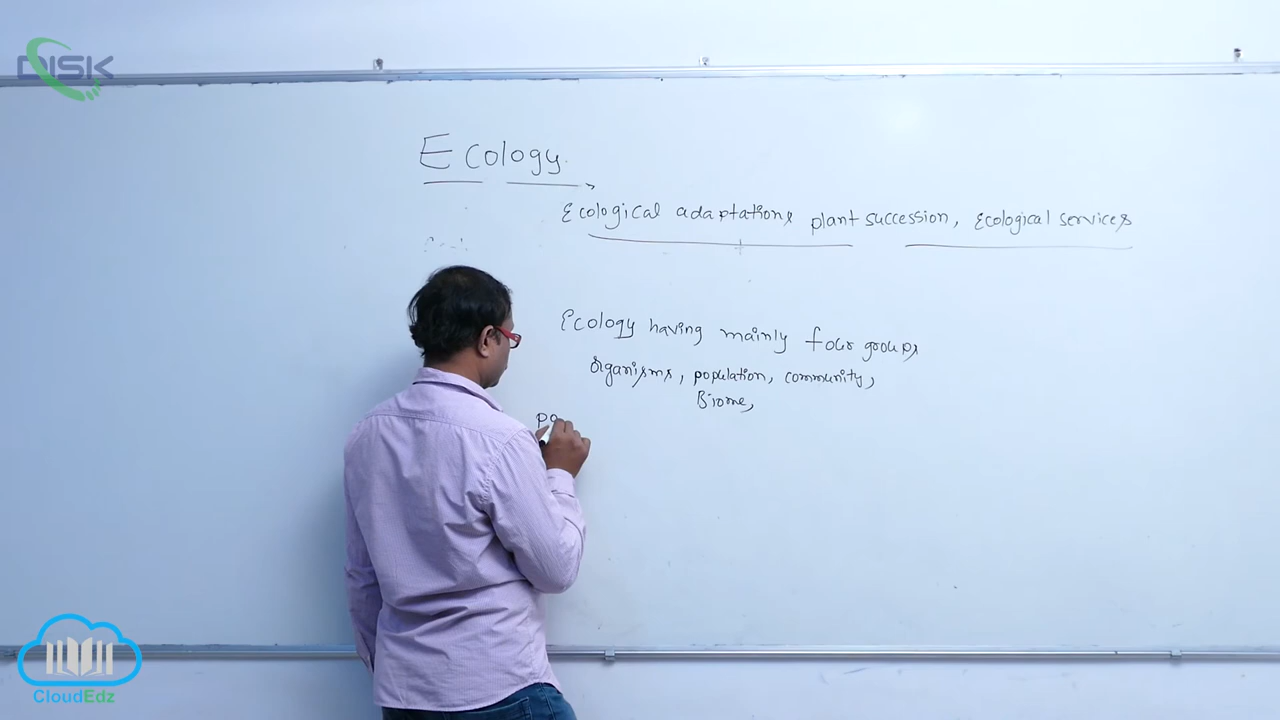 DISK
Ecology.
Ecological adaptations plant succession, Ecological services
Ecology having mainly four groups
organisms, population, community,
Biome,
po
CloudEdz